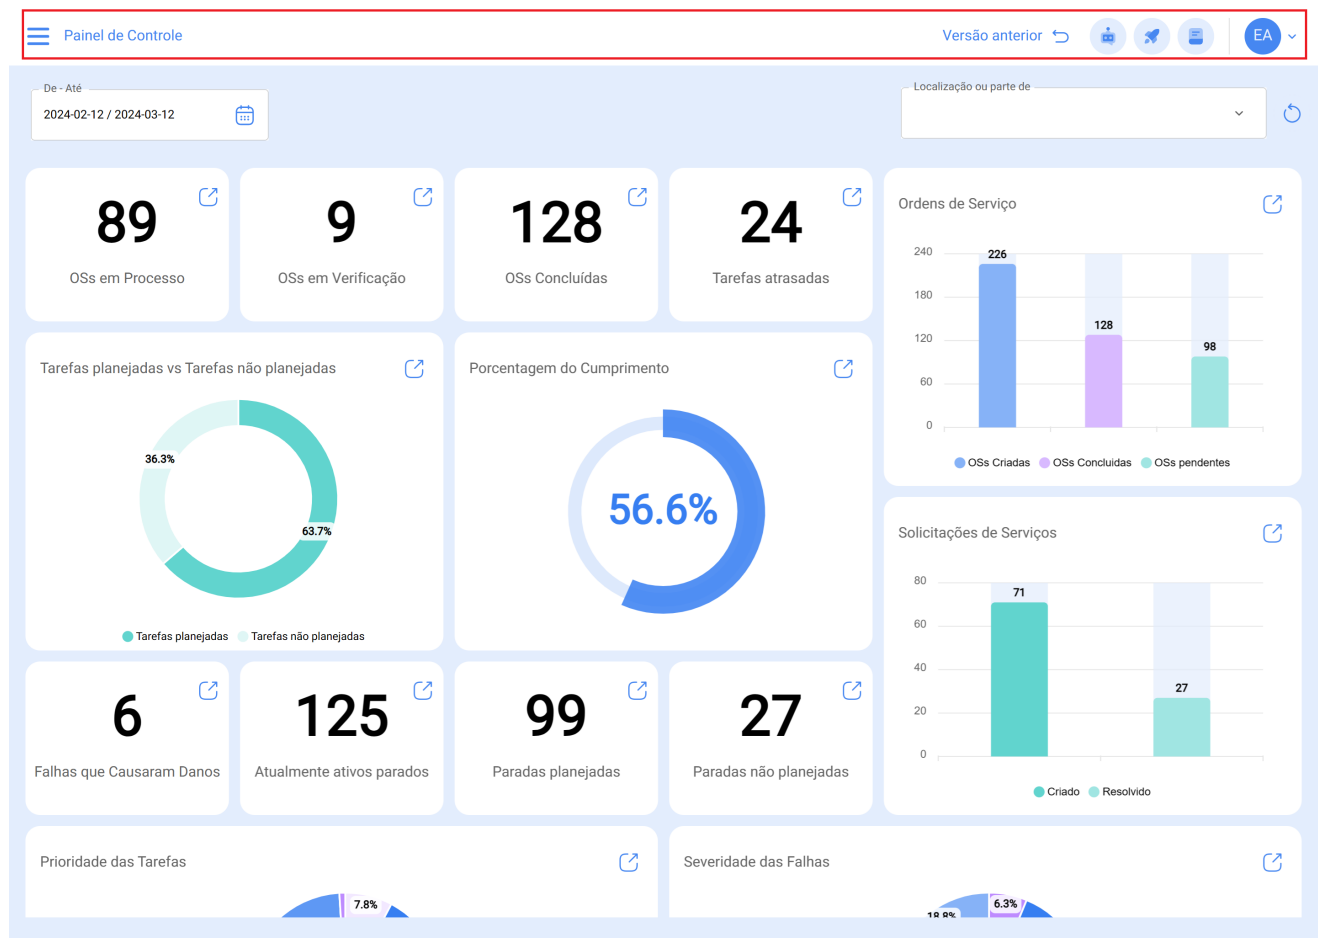 Painel de Controle
Versão anterior
EA
De - Até
2024-02-12 / 2024-03-12
Localização ou parte de
89
OSs em Processo
9
OSs em Verificação
128
OSs Concluídas
24
Tarefas atrasadas
Ordens de Serviço
240
180
120
60
0
226
128
98
OSs Criadas
OSs Concluidas
OSs pendentes
Tarefas planejadas vs Tarefas não planejadas
36.3%
63.7%
Tarefas planejadas
Tarefas não planejadas
Porcentagem do Cumprimento
56.6%
Solicitações de Serviços
80
60
40
20
0
71
27
Criado
Resolvido
6
Falhas que Causaram Danos
125
Atualmente ativos parados
99
Paradas planejadas
27
Paradas não planejadas
Prioridade das Tarefas
7.8%
Severidade das Falhas
6.3%
18.8%